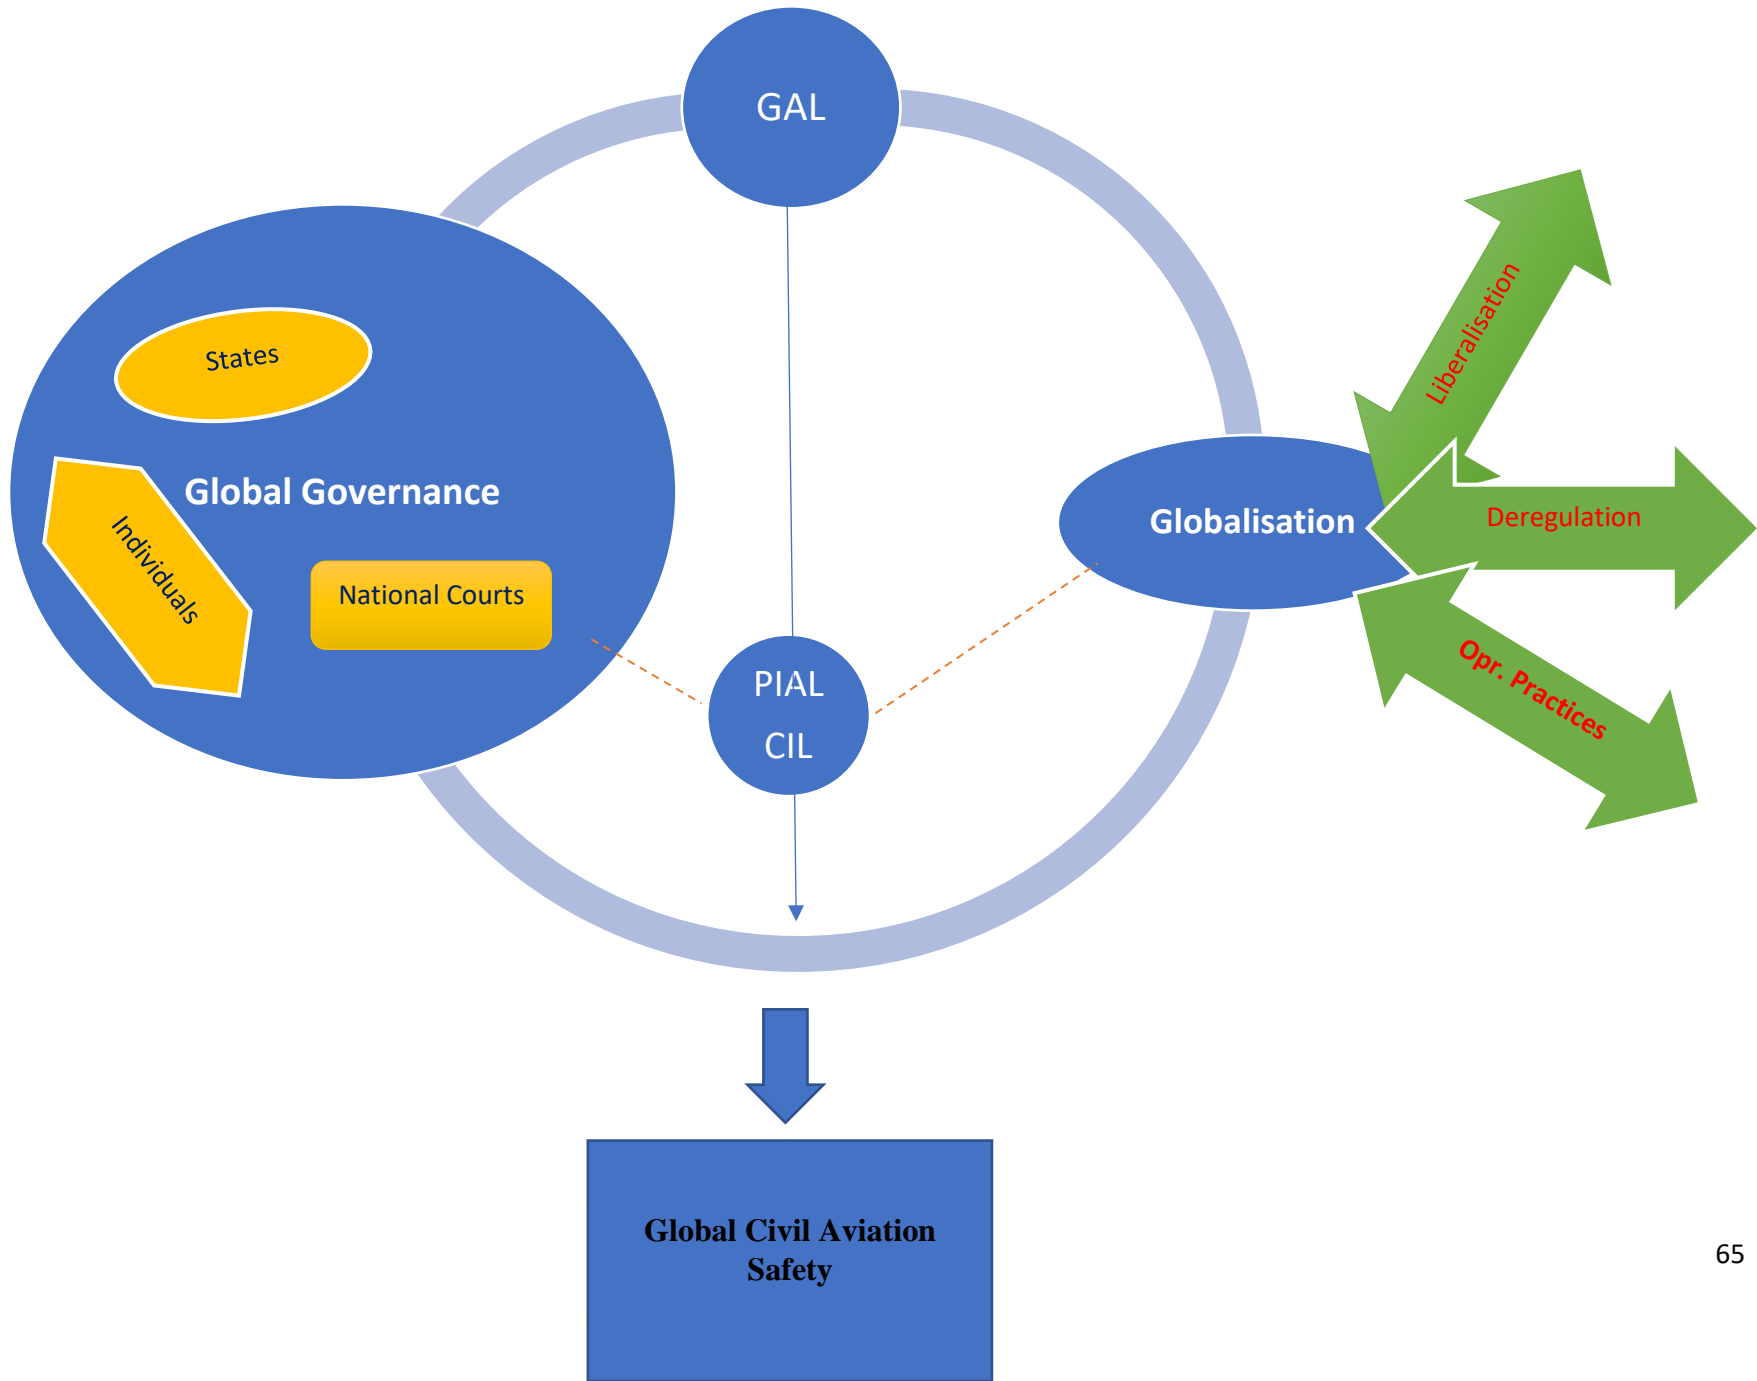 GAL
Liberalisation
States
Global Governance
Individuals
National Courts
Globalisation
Deregulation
Opr. Practices
PIAL
CIL
Global Civil Aviation
Safety
65